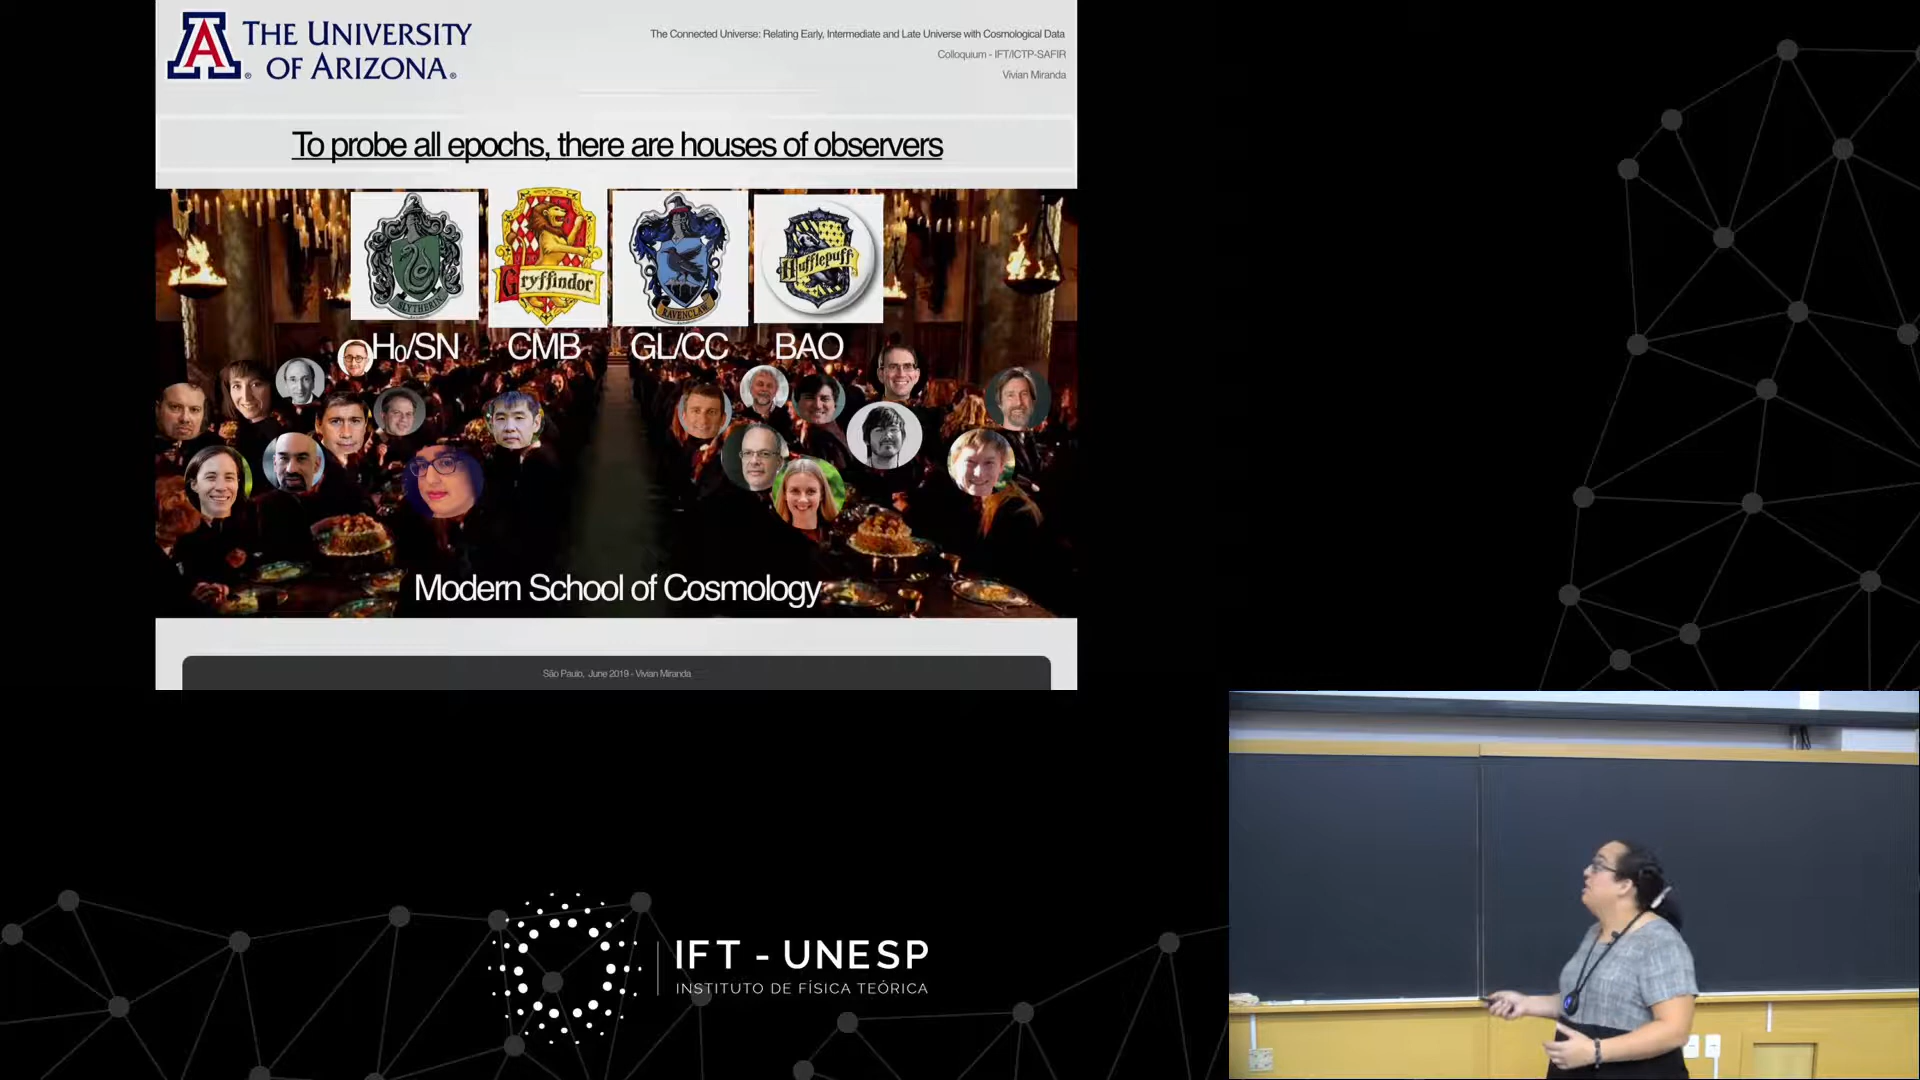 THE UNIVERSITY
OF ARIZONA
The Connected Universe: Relating Early, Intermediate and Late Universe with Cosmological Data
Colloquium - IFT/ICTP-SAFIR
Vivian Miranda
To probe all epochs, there are houses of observers
SLYTHERIN
Gryffindor
RAVENCLAW
Hufflepuff
H₀/SN
CMB
GL/CC
BAO
Modern School of Cosmology
São Paulo, June 2019 - Vivian Miranda
IFT - UNESP
INSTITUTO DE FÍSICA TEÓRICA